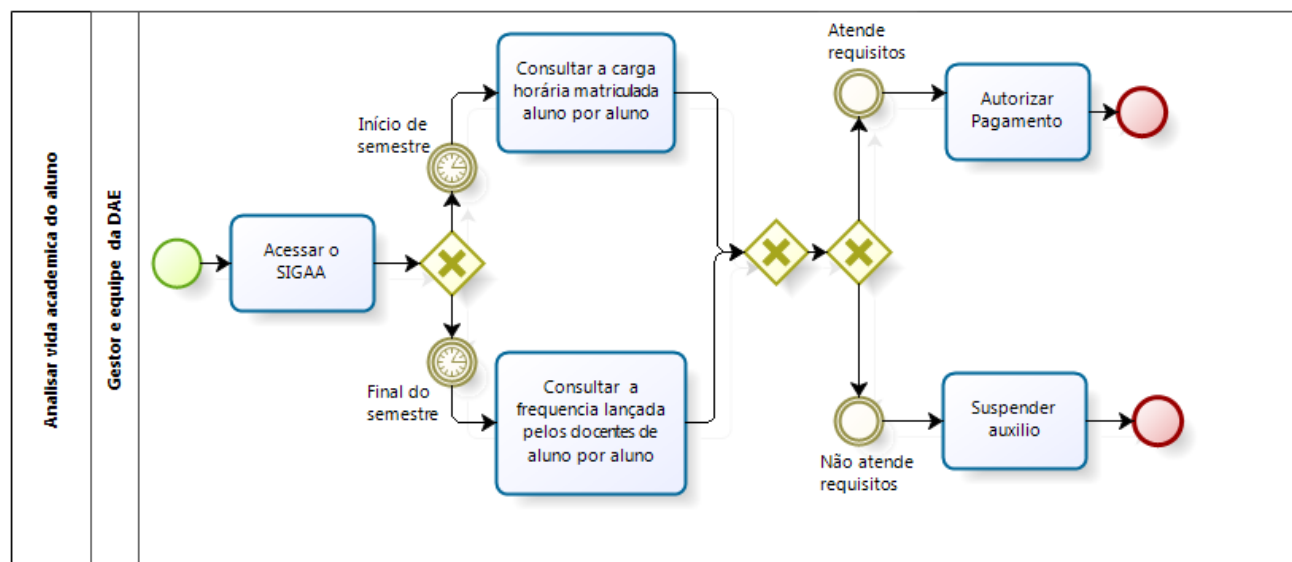 Analisar vida academica do aluno
Gestor e equipe da DAE
Acessar o
SIGAA
Início de
semestre
Consultar a carga
horária matriculada
aluno por aluno
Final do
semestre
Consultar a
frequencia lançada
pelos docentes de
aluno por aluno
Atende
requisitos
Autorizar
Pagamento
Não atende
requisitos
Suspender
auxilio